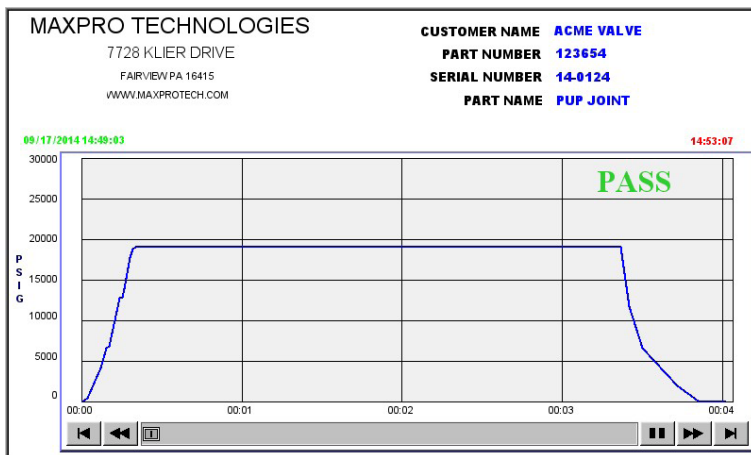 MAXPRO TECHNOLOGIES
7728 KLIER DRIVE
FAIRVIEW PA 16415
WWW.MAXPROTECH.COM
CUSTOMER NAME ACME VALVE
PART NUMBER 123654
SERIAL NUMBER 14-0124
PART NAME PUP JOINT
09/17/2014 14:49:03
14:53:07
PASS
30000
25000
20000
15000
10000
5000
0
PSIG
00:00 00:01 00:02 00:03 00:04